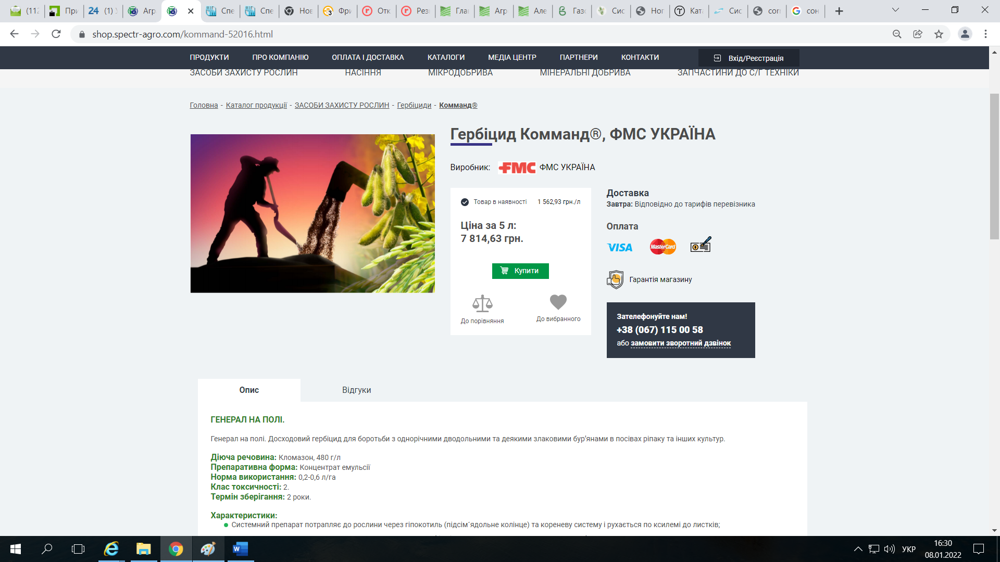 (112
При
24 (1) У
Агр
Спе
Спе
Нов
Фри
Отк
Рез
Гла
Агр
Але
Газо
Сис
Ног
Ката
Сис
corr
сон
shop.spectr-agro.com/kommand-52016.html
ПРОДУКТИ ПРО КОМПАНІЮ ОПЛАТА І ДОСТАВКА КАТАЛОГИ МЕДІА ЦЕНТР ПАРТНЕРИ КОНТАКТИ Вхід/Реєстрація
ЗАСОБИ ЗАХИСТУ РОСЛИН НАСІННЯ МІКРОДОБРИВА МІНЕРАЛЬНІ ДОБРИВА ЗАПЧАСТИНИ ДО С/Г ТЕХНІКИ
Головна - Каталог продукції - ЗАСОБИ ЗАХИСТУ РОСЛИН - Гербіциди - Комманд®
Гербіцид Комманд®, ФМС УКРАЇНА
Виробник: FMC ФМС УКРАЇНА
Товар в наявності 1 562,93 грн./л
Ціна за 5 л:
7 814,63 грн.
Купити
До порівняння До вибранного
Доставка
Завтра: Відповідно до тарифів перевізника
Оплата
VISA MasterCard
Гарантія магазину
Зателефонуйте нам!
+38 (067) 115 00 58
або замовити зворотний дзвінок
Опис Відгуки
ГЕНЕРАЛ НА ПОЛІ.
Генерал на полі. Досходовий гербіцид для боротьби з однорічними дводольними та деякими злаковими бур’янами в посівах ріпаку та інших культур.
Діюча речовина: Кломазон, 480 г/л
Препаративна форма: Концентрат емульсії
Норма використання: 0,2-0,6 л/га
Клас токсичності: 2.
Термін зберігання: 2 роки.
Характеристики:
Системний препарат потрапляє до рослини через гіпокотиль (підсім´ядольне колінце) та кореневу систему і рухається по ксилемі до листків;
УКР
16:30
08.01.2022